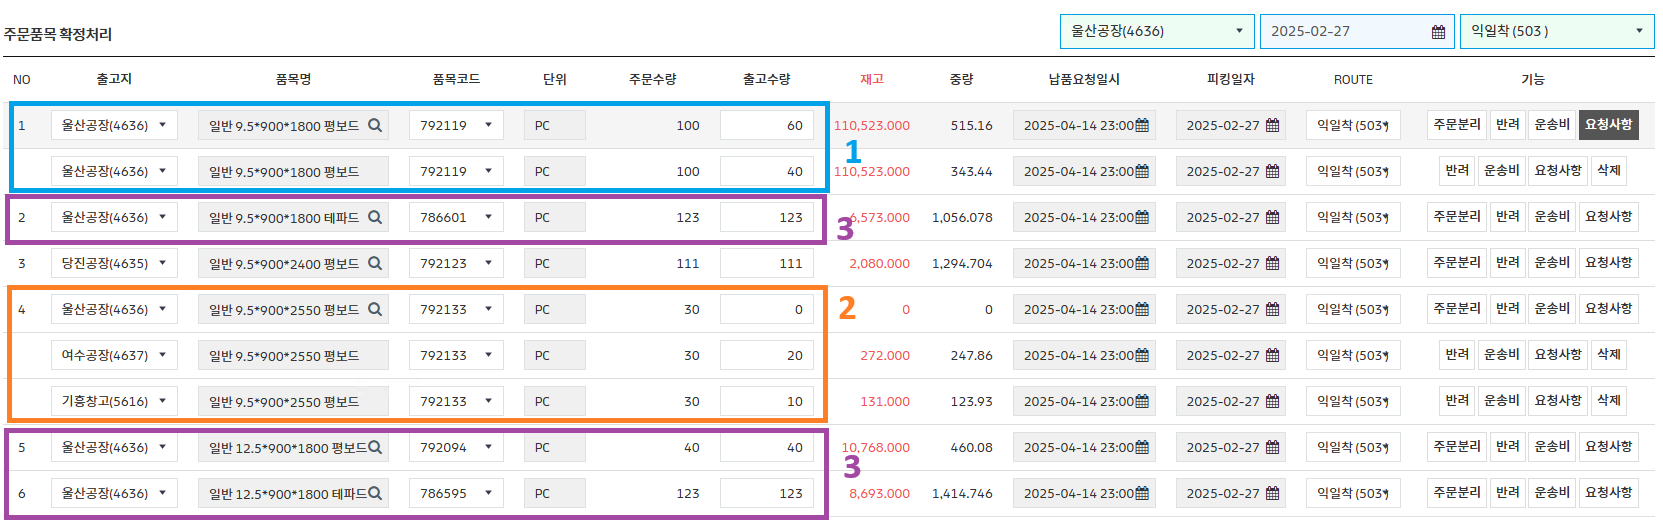 주문품목 확정처리 울산공장(4636) 2025-02-27 익일착 (503 )
NO 출고지 품목명 품목코드 단위 주문수량 출고수량 재고 중량 납품요청일시 피킹일자 ROUTE 기능
1 울산공장(4636) 일반 9.5*900*1800 평보드 792119 PC 100 60 110,523.000 515.16 2025-04-14 23:00 2025-02-27 익일착 (503 주문분리 반려 운송비 요청사항
울산공장(4636) 일반 9.5*900*1800 평보드 792119 PC 100 40 110,523.000 343.44 2025-04-14 23:00 2025-02-27 익일착 (503 반려 운송비 요청사항 삭제
1
2 울산공장(4636) 일반 9.5*900*1800 테파드 786601 PC 123 123 6,573.000 1,056.078 2025-04-14 23:00 2025-02-27 익일착 (503 주문분리 반려 운송비 요청사항
3
3 당진공장(4635) 일반 9.5*900*2400 평보드 792123 PC 111 111 2,080.000 1,294.704 2025-04-14 23:00 2025-02-27 익일착 (503 주문분리 반려 운송비 요청사항
4 울산공장(4636) 일반 9.5*900*2550 평보드 792133 PC 30 0 2 0 0 2025-04-14 23:00 2025-02-27 익일착 (503 주문분리 반려 운송비 요청사항
여수공장(4637) 일반 9.5*900*2550 평보드 792133 PC 30 20 272.000 247.86 2025-04-14 23:00 2025-02-27 익일착 (503 반려 운송비 요청사항 삭제
기흥창고(5616) 일반 9.5*900*2550 평보드 792133 PC 30 10 131.000 123.93 2025-04-14 23:00 2025-02-27 익일착 (503 반려 운송비 요청사항 삭제
5 울산공장(4636) 일반 12.5*900*1800 평보드 792094 PC 40 40 10,768.000 460.08 2025-04-14 23:00 2025-02-27 익일착 (503 주문분리 반려 운송비 요청사항
3
6 울산공장(4636) 일반 12.5*900*1800 테파드 786595 PC 123 123 8,693.000 1,414.746 2025-04-14 23:00 2025-02-27 익일착 (503 주문분리 반려 운송비 요청사항